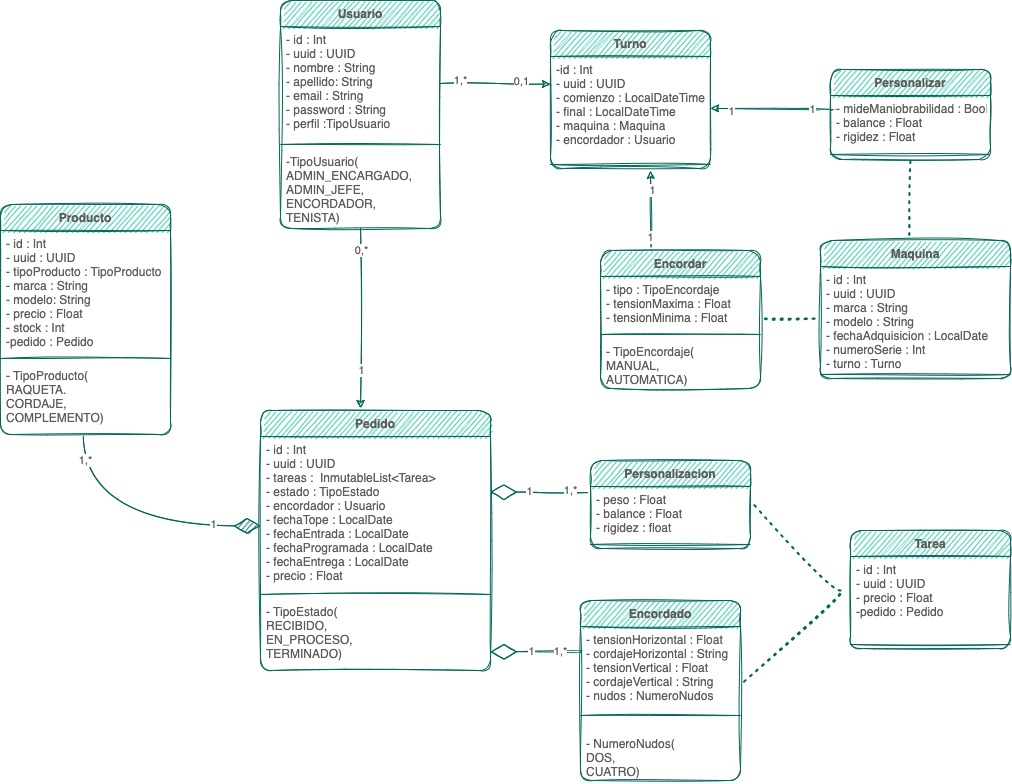 Usuario
- id : Int
- uuid : UUID
- nombre : String
- apellido: String
- email : String
- password : String
- perfil :TipoUsuario
-TipoUsuario(
ADMIN_ENCARGADO,
ADMIN_JEFE,
ENCORDADOR,
TENISTA)
1,*
0,1
Turno
-id : Int
- uuid : UUID
- comienzo : LocalDateTime
- final : LocalDateTime
- maquina : Maquina
- encordador : Usuario
1
1
Personalizar
- mideManiobrabilidad : Bool
- balance : Float
- rigidez : Float
Producto
- id : Int
- uuid : UUID
- tipoProducto : TipoProducto
- marca : String
- modelo: String
- precio : Float
- stock : Int
-pedido : Pedido
- TipoProducto(
RAQUETA.
CORDAJE,
COMPLEMENTO)
0,*
1
1
1
Encordar
- tipo : TipoEncordaje
- tensionMaxima : Float
- tensionMinima : Float
- TipoEncordaje(
MANUAL,
AUTOMATICA)
Maquina
- id : Int
- uuid : UUID
- marca : String
- modelo : String
- fechaAdquisicion : LocalDate
- numeroSerie : Int
- turno : Turno
1,*
1
Pedido
- id : Int
- uuid : UUID
- tareas :  InmutableList<Tarea>
- estado : TipoEstado
- encordador : Usuario
- fechaTope : LocalDate
- fechaEntrada : LocalDate
- fechaProgramada : LocalDate
- fechaEntrega : LocalDate
- precio : Float
- TipoEstado(
RECIBIDO,
EN_PROCESO,
TERMINADO)
1
1,*
Personalizacion
- peso : Float
- balance : Float
- rigidez : float
1
1,*
Encordado
- tensionHorizontal : Float
- cordajeHorizontal : String
- tensionVertical : Float
- cordajeVertical : String
- nudos : NumeroNudos
- NumeroNudos(
DOS,
CUATRO)
Tarea
- id : Int
- uuid : UUID
- precio : Float
-pedido : Pedido